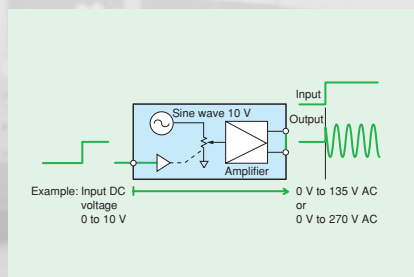 Input
Sine wave 10 V
Output
Amplifier
Example: Input DC
voltage
0 to 10 V
0 V to 135 V AC
or
0 V to 270 V AC